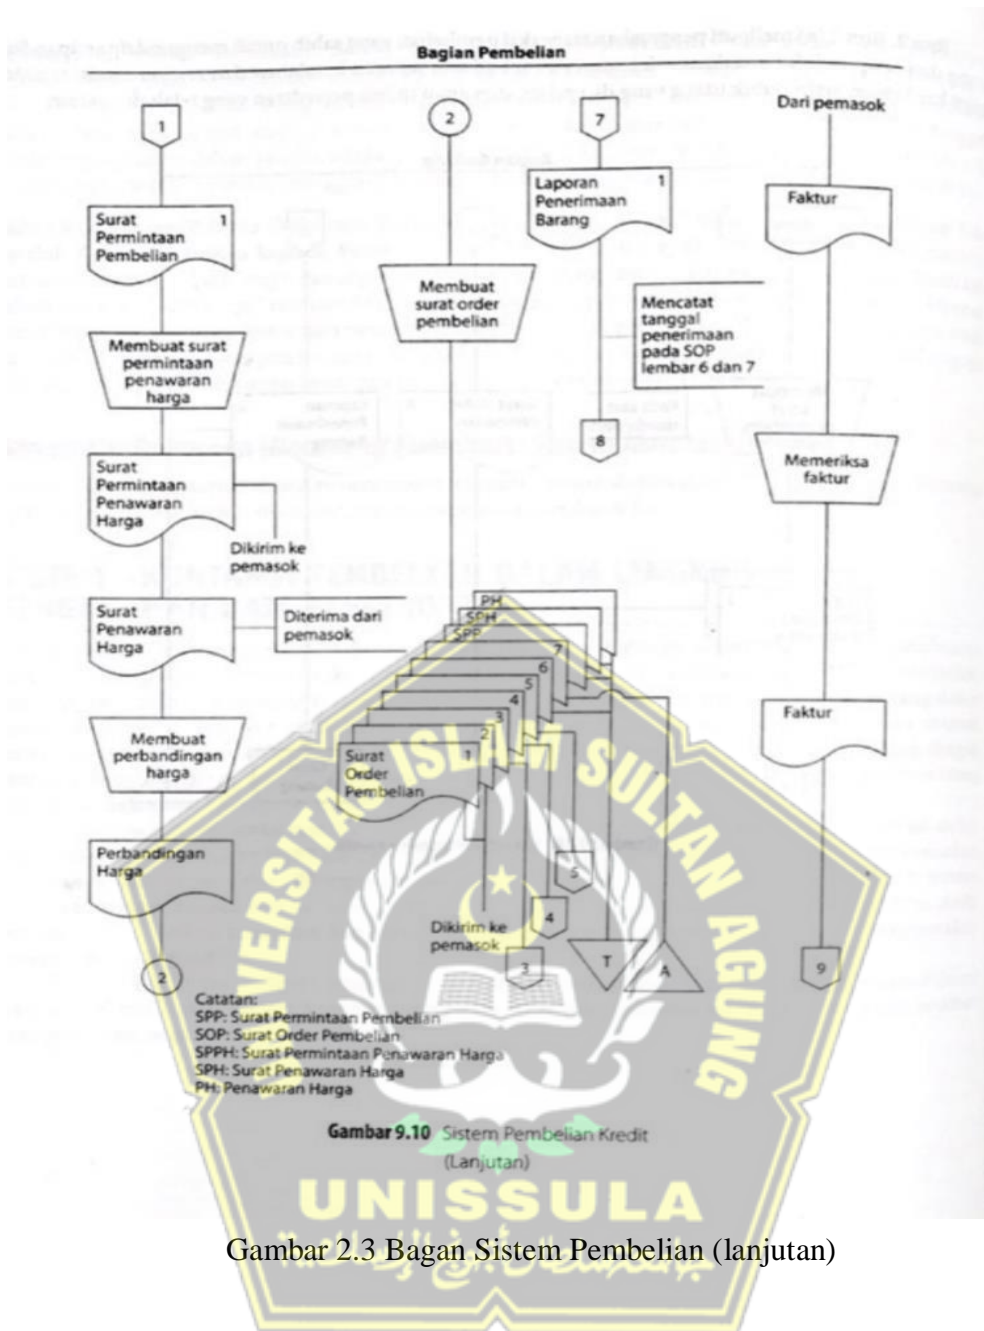 Bagian Pembelian
1
Surat 1
Permintaan
Pembelian
Membuat surat
permintaan
penawaran
harga
Surat
Permintaan
Penawaran
Harga
Dikirim ke
pemasok
Surat
Penawaran
Harga
Diterima dari
pemasok
Membuat
perbandingan
harga
Perbandingan
Harga
2
2
Membuat
surat order
pembelian
PH
SPH
SPP
7
6
5
4
3
2
Surat 1
Order
Pembelian
Dikirim ke
pemasok
3
4
5
T
A
7
Laporan 1
Penerimaan
Barang
Mencatat
tanggal
penerimaan
pada SOP
lembar 6 dan 7
8
Dari pemasok
Faktur
Memeriksa
faktur
Faktur
9
Catatan:
SPP: Surat Permintaan Pembelian
SOP: Surat Order Pembelian
SPPH: Surat Permintaan Penawaran Harga
SPH: Surat Penawaran Harga
PH: Penawaran Harga
Gambar 9.10 Sistem Pembelian Kredit
(Lanjutan)
UNIVERSITAS ISLAM SULTAN AGUNG
UNISSULA
جامعة سلطان أجونج الإسلامية
Gambar 2.3 Bagan Sistem Pembelian (lanjutan)